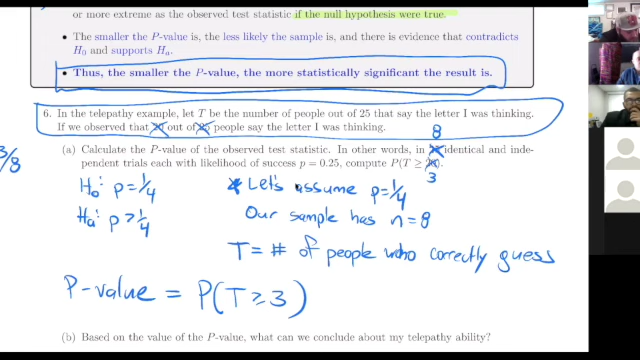 or more extreme as the observed test statistic if the null hypothesis were true.
• The smaller the P-value is, the less likely the sample is, and there is evidence that contradicts
H₀ and supports Hₐ.
• Thus, the smaller the P-value, the more statistically significant the result is.
6. In the telepathy example, let T be the number of people out of 25 that say the letter I was thinking.
If we observed that out of people say the letter I was thinking.
3/8
8
(a) Calculate the P-value of the observed test statistic. In other words, in identical and inde-
pendent trials each with likelihood of success p = 0.25, compute P(T ≥ ).
3
H₀: p = 1/4
Hₐ: p > 1/4
* Let's assume p = 1/4
Our sample has n = 8
T = # of people who correctly guess
P-value = P(T ≥ 3)
(b) Based on the value of the P-value, what can we conclude about my telepathy ability?